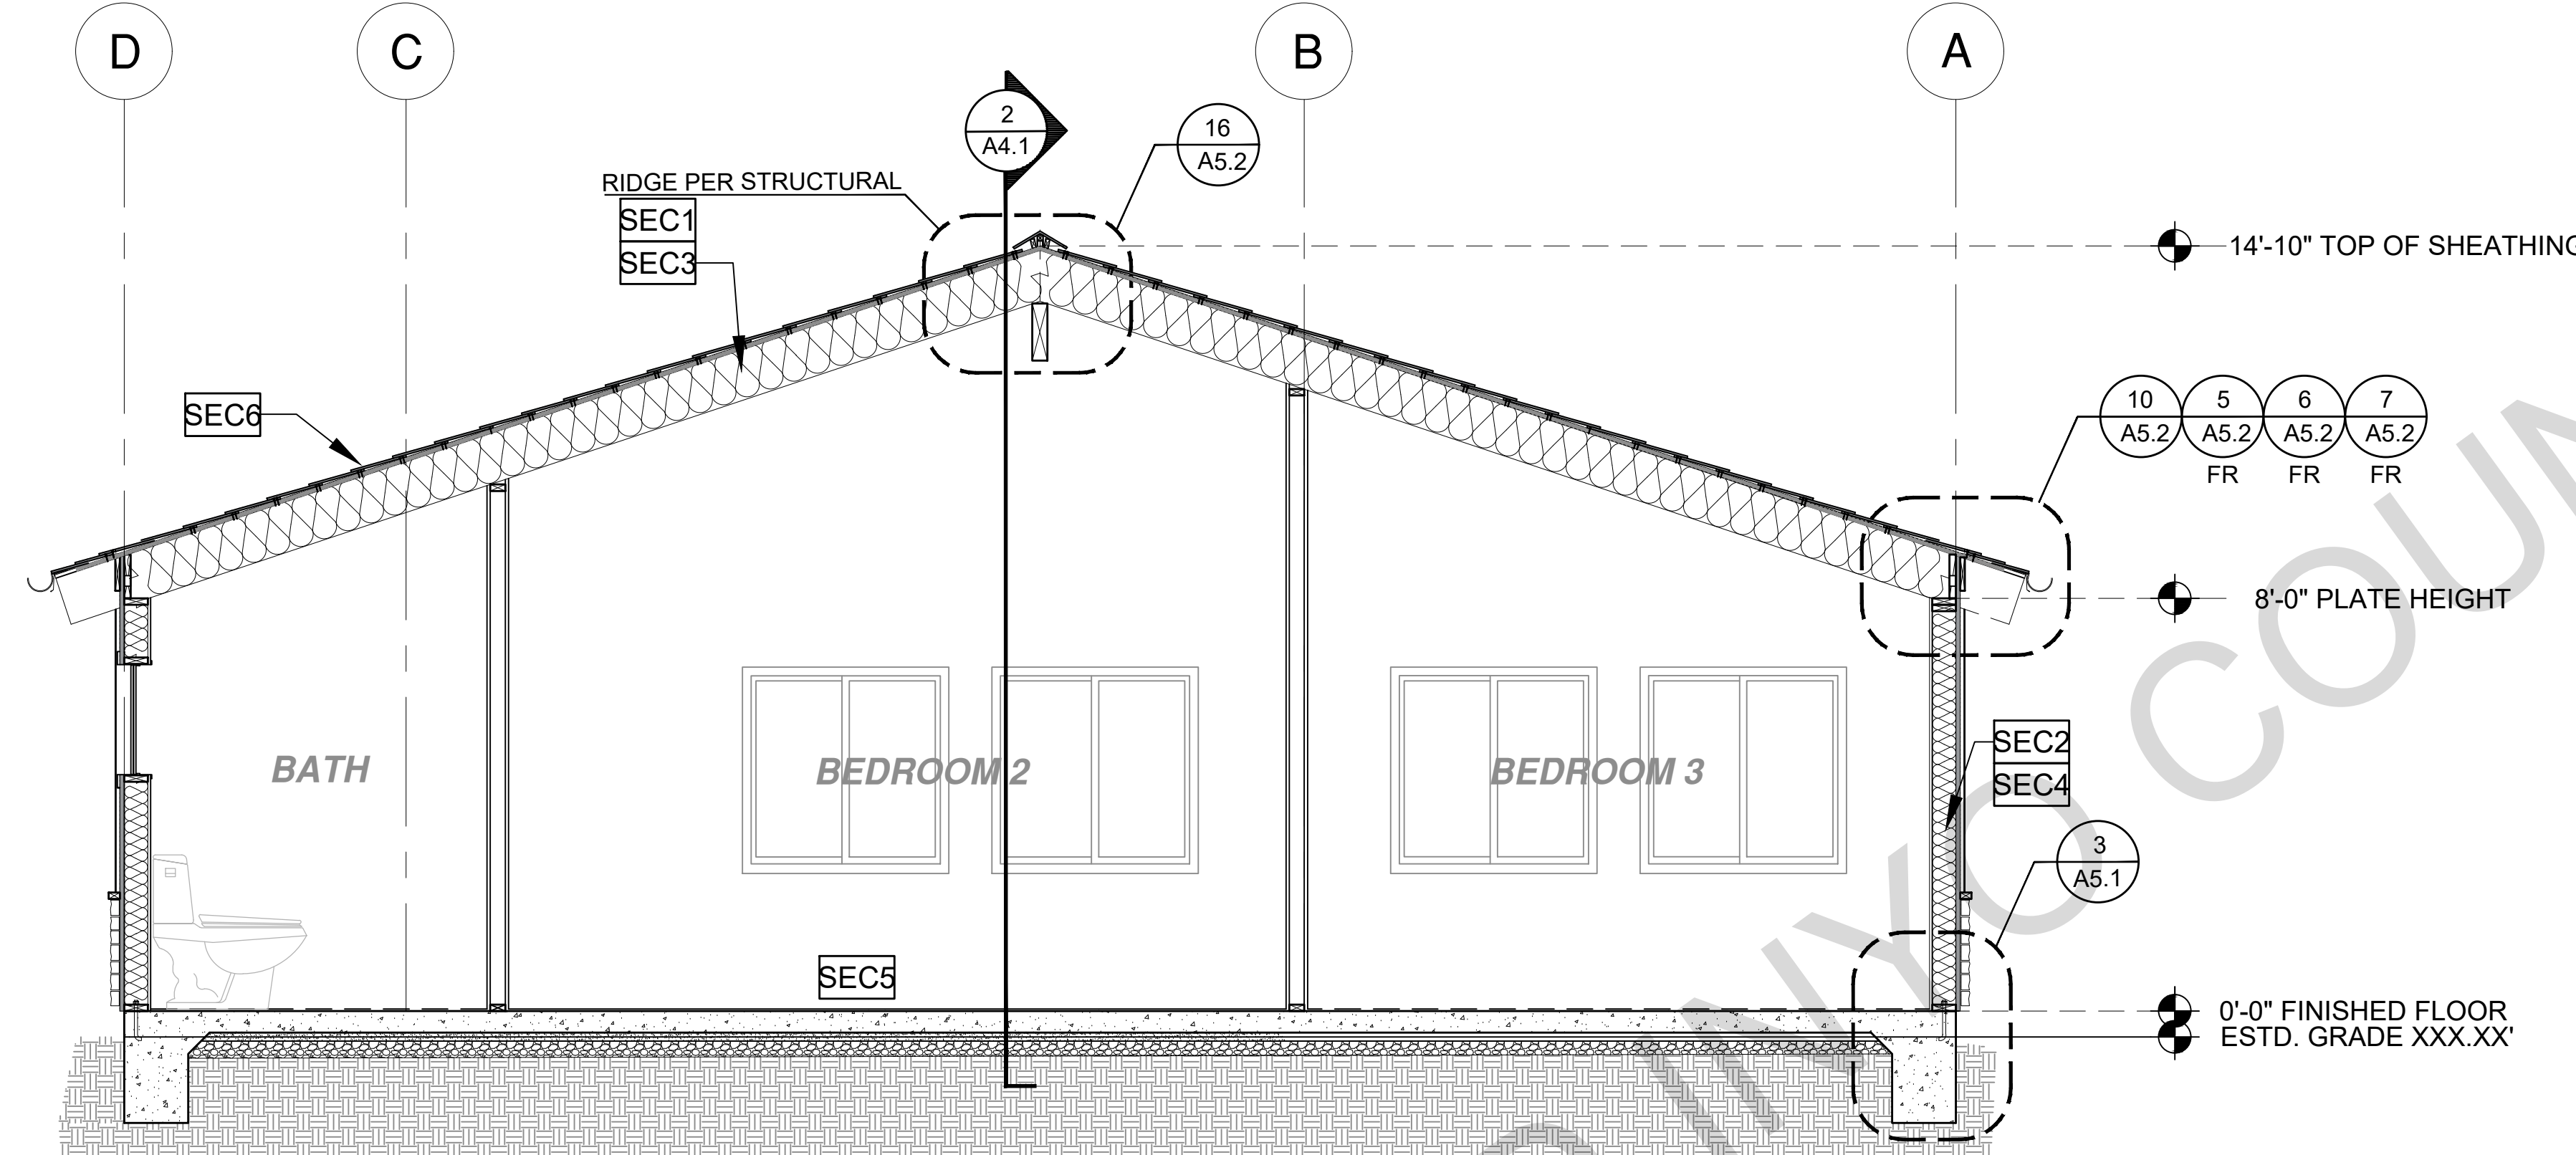 D
C
B
A
2
A4.1
16
A5.2
RIDGE PER STRUCTURAL
SEC1
SEC3
14'-10" TOP OF SHEATHING
SEC6
10
A5.2
5
A5.2
FR
6
A5.2
FR
7
A5.2
FR
8'-0" PLATE HEIGHT
BATH
BEDROOM 2
BEDROOM 3
SEC2
SEC4
3
A5.1
SEC5
0'-0" FINISHED FLOOR
ESTD. GRADE XXX.XX'
INYO COUN